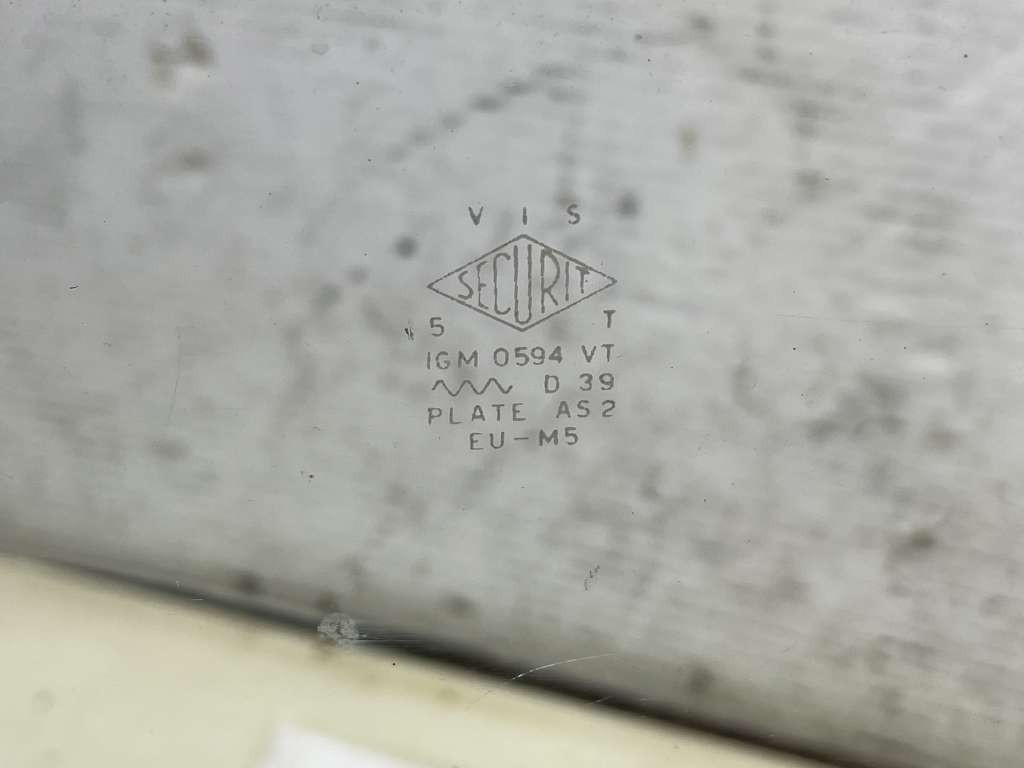 V I S
SECURIT
5 T
IGM 0594 VT
D 39
PLATE AS2
EU-M5